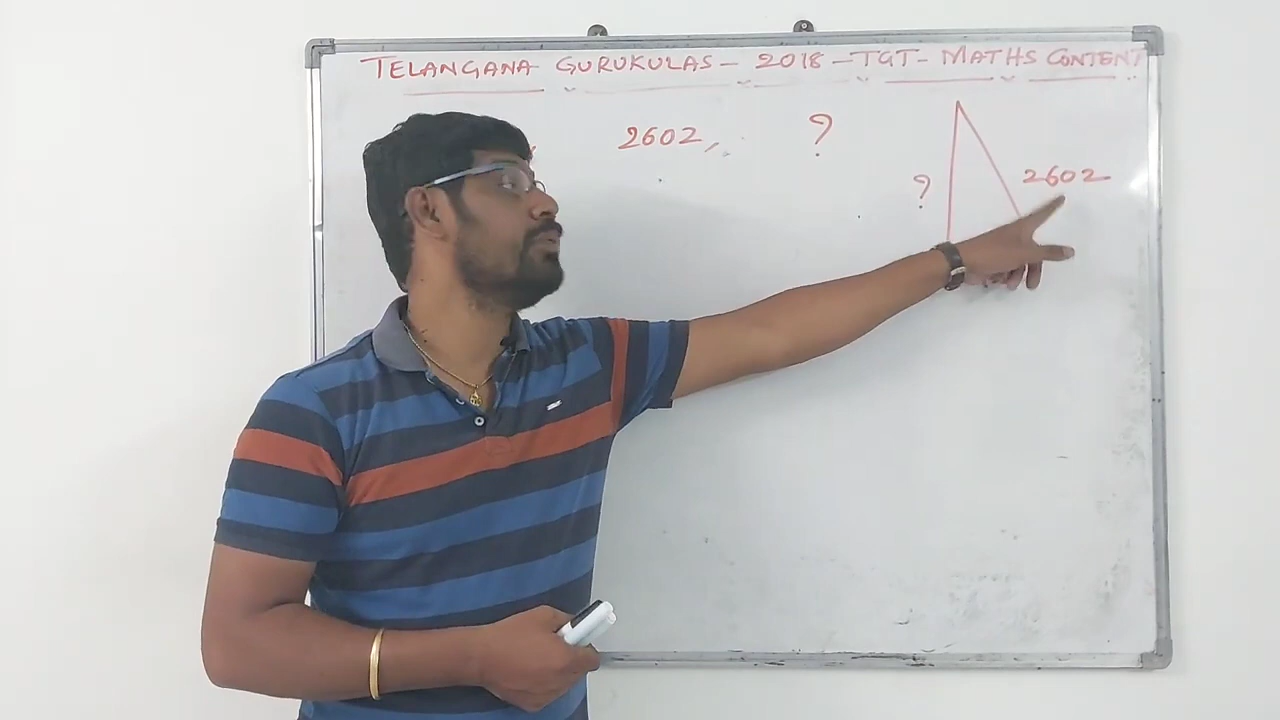 TELANGANA GURUKULAS - 2018 - TGT - MATHS CONTENT
, 2602, ?
? 2602